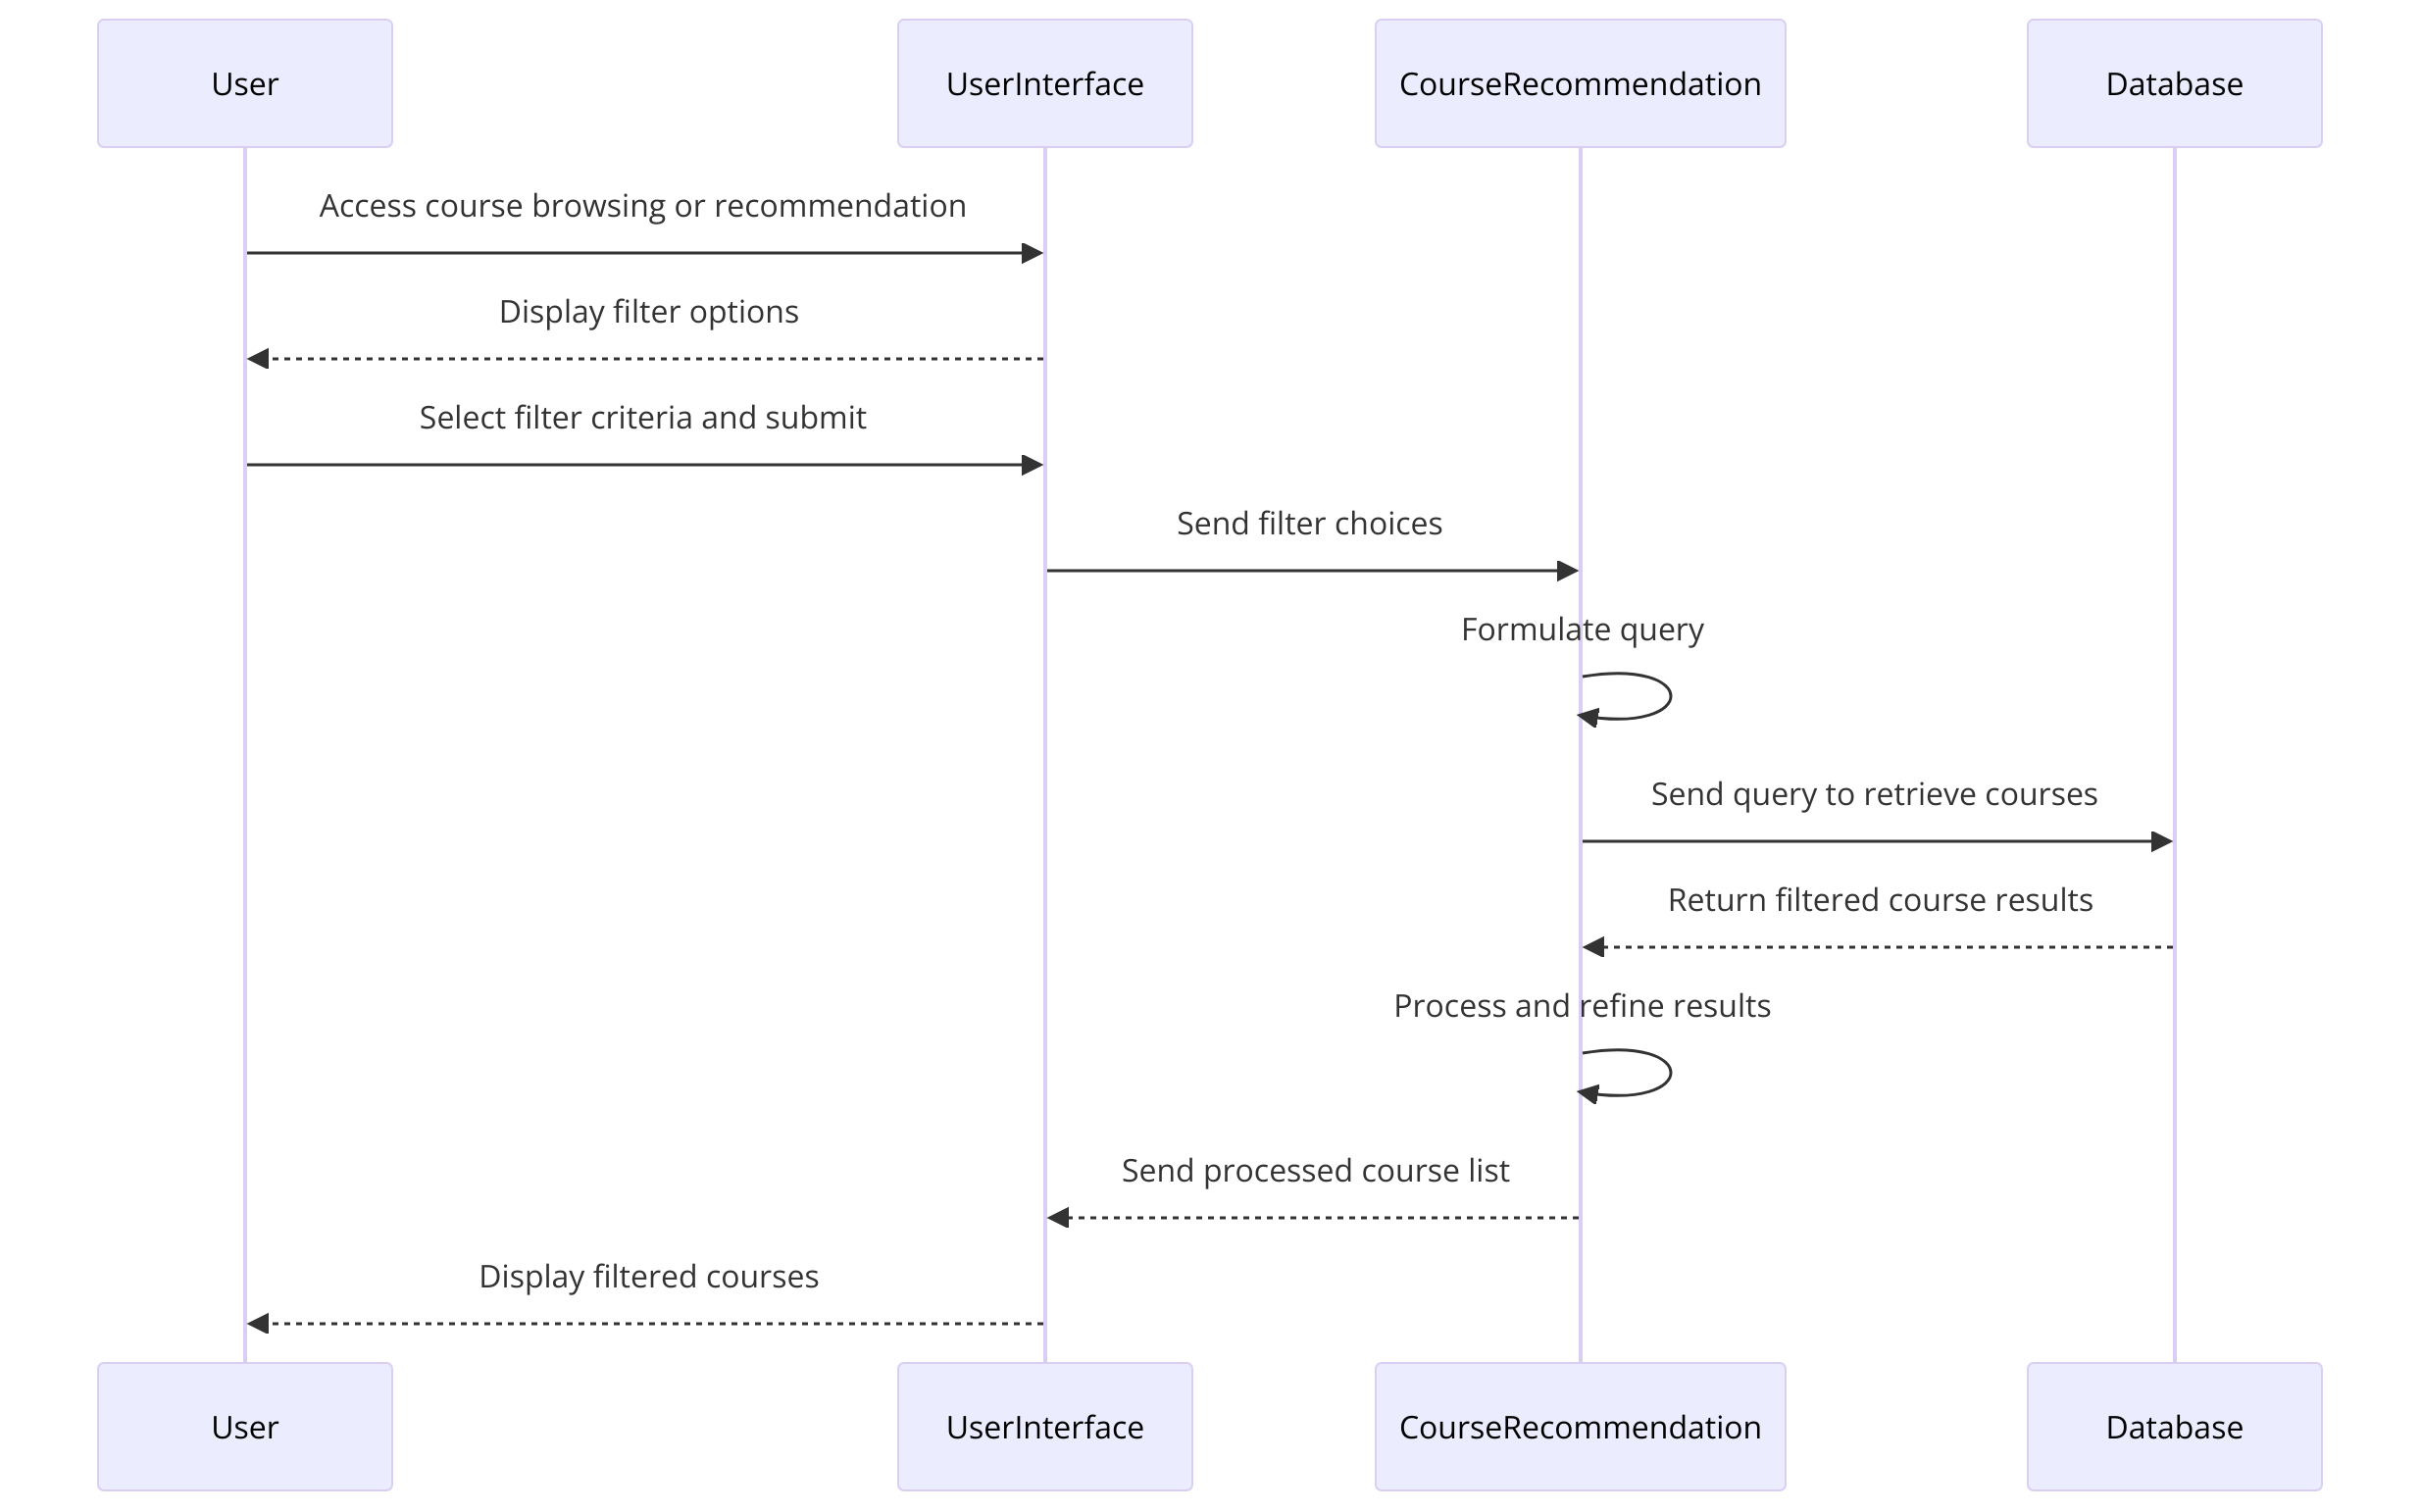 User
UserInterface
CourseRecommendation
Database
Access course browsing or recommendation
Display filter options
Select filter criteria and submit
Send filter choices
Formulate query
Send query to retrieve courses
Return filtered course results
Process and refine results
Send processed course list
Display filtered courses
User
UserInterface
CourseRecommendation
Database